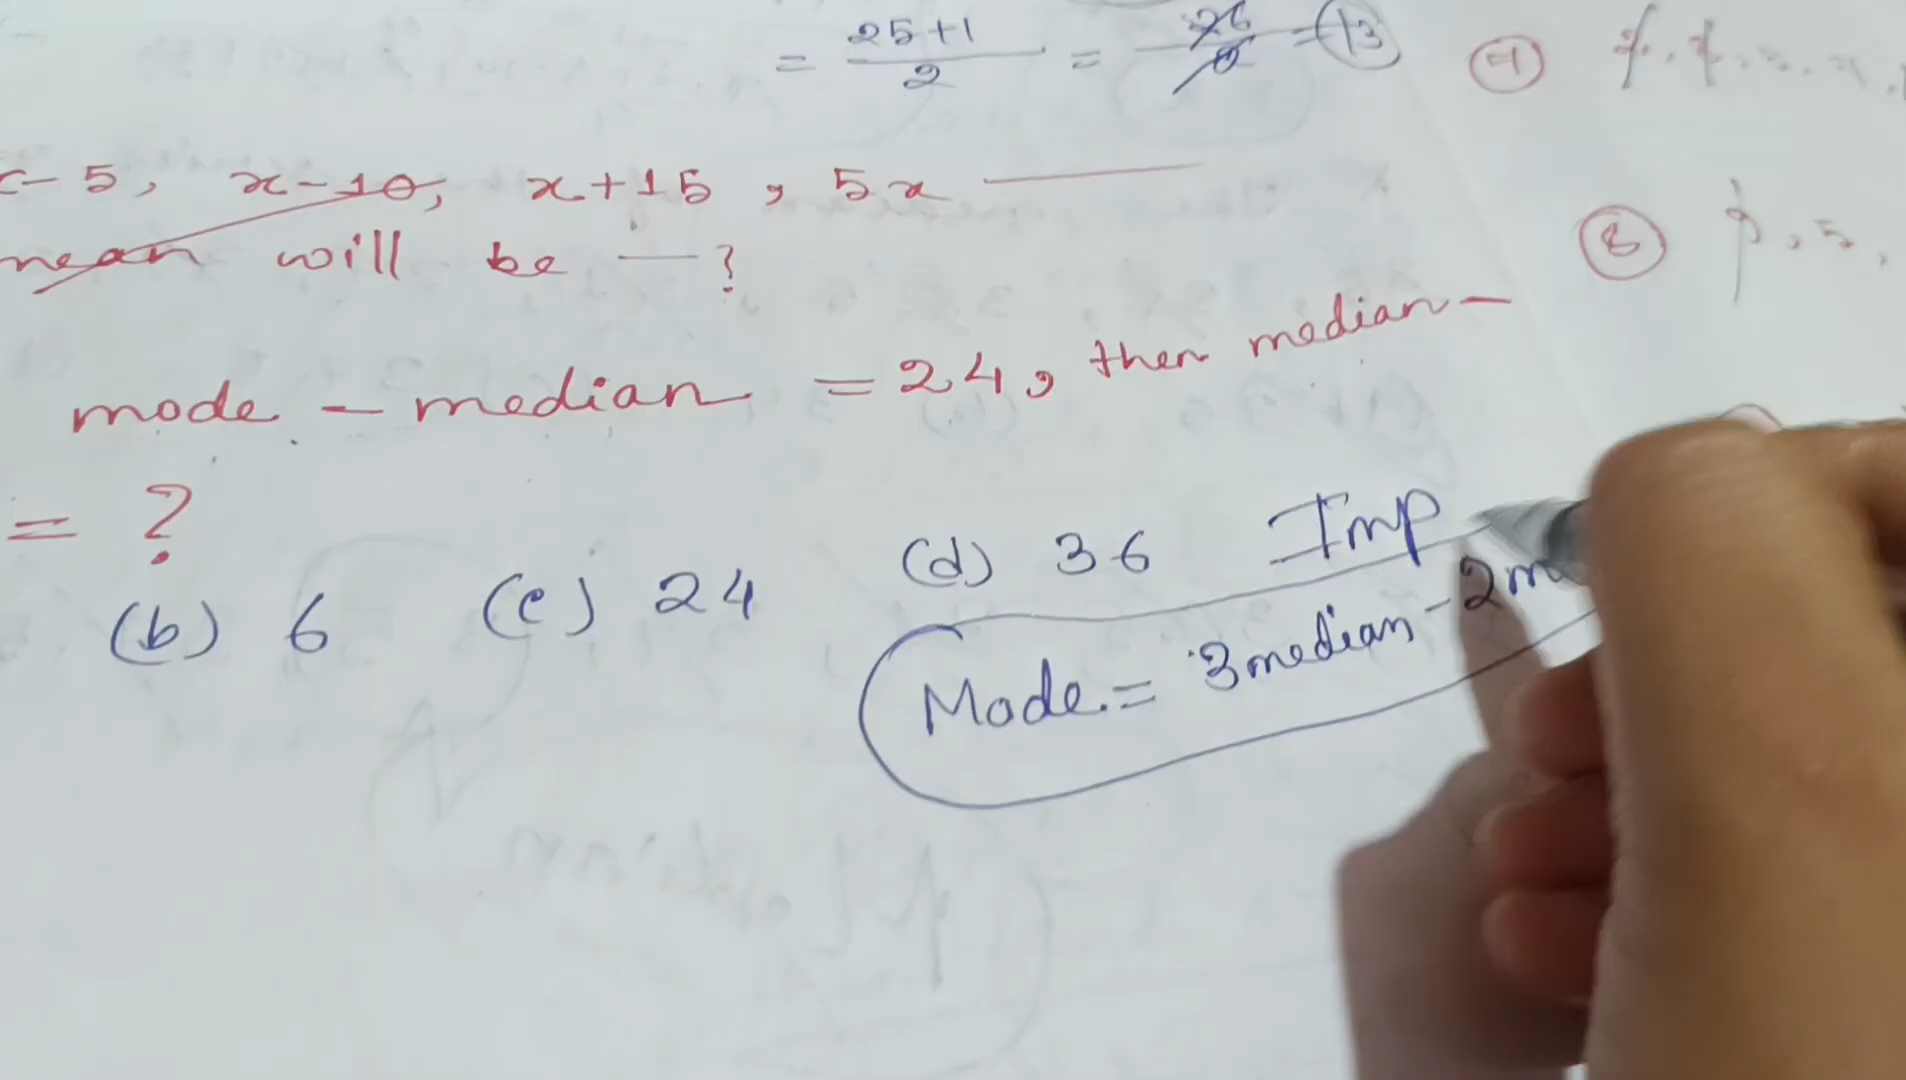 = 25+1/2 = 26/2 = 13
- 5, x-10, x+15, 5x
mean will be — ?
mode - median = 24, then median -
= ?
(b) 6 (c) 24 (d) 36 Imp
Mode = 3median - 2m
8 5,